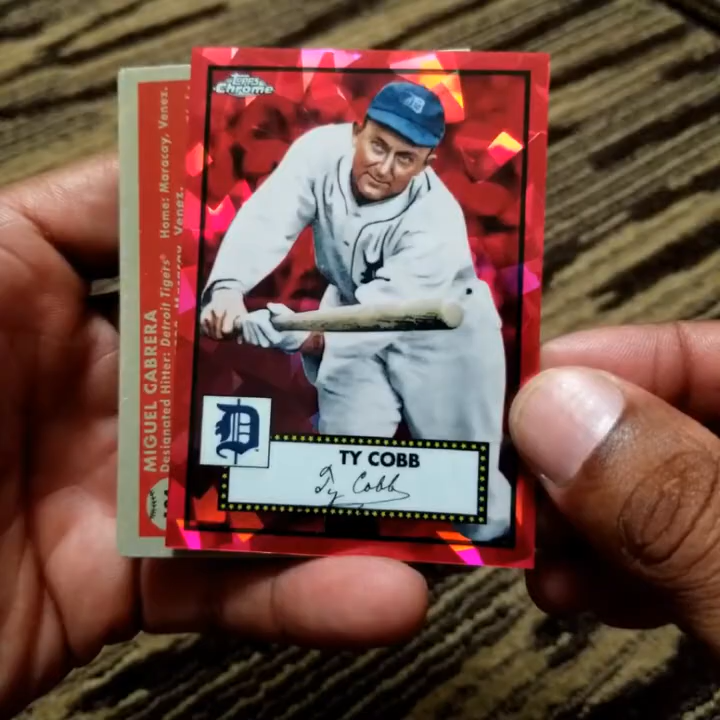 Topps
Chrome
D
TY COBB
Ty Cobb
MIGUEL CABRERA
Designated Hitter: Detroit Tigers® Home: Maracay, Venez.